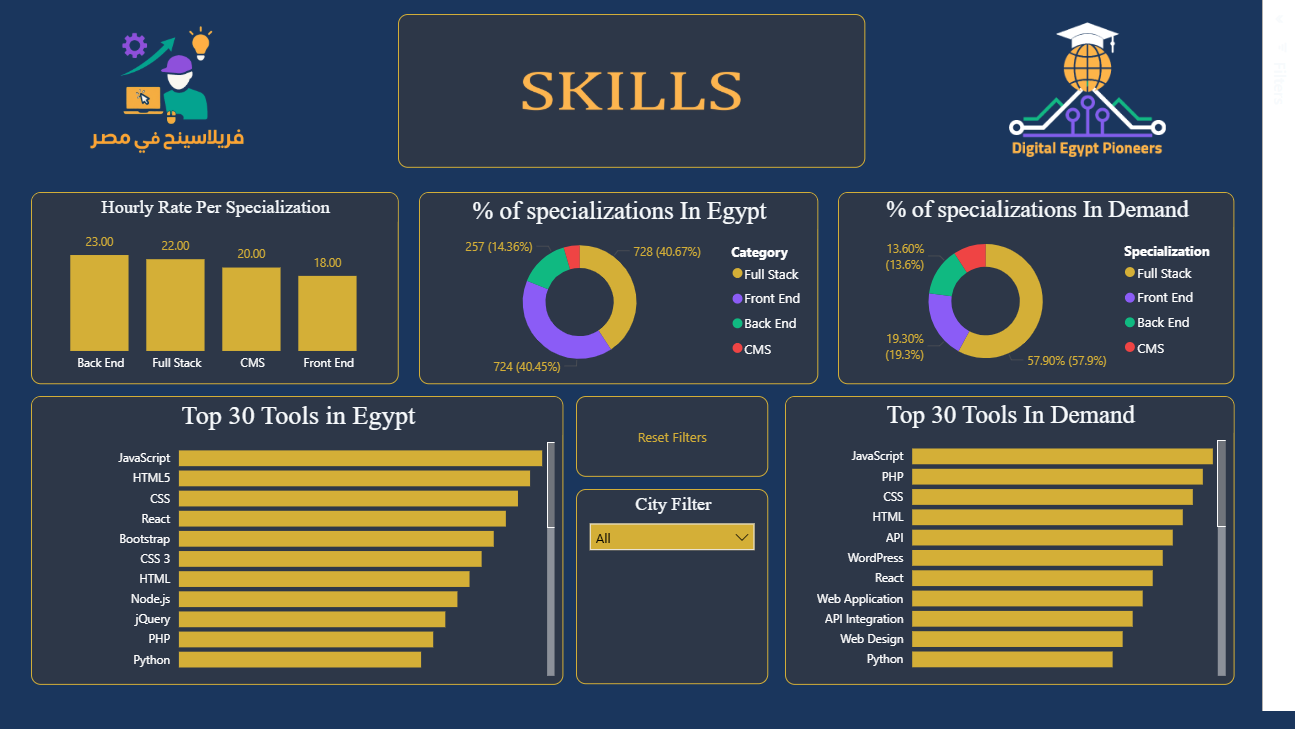 فريلاسينج في مصر
SKILLS
Digital Egypt Pioneers
Filters
Hourly Rate Per Specialization
23.00
22.00
20.00
18.00
Back End
Full Stack
CMS
Front End
% of specializations In Egypt
257 (14.36%)
728 (40.67%)
724 (40.45%)
Category
Full Stack
Front End
Back End
CMS
% of specializations In Demand
13.60%
(13.6%)
19.30%
(19.3%)
57.90% (57.9%)
Specialization
Full Stack
Front End
Back End
CMS
Top 30 Tools in Egypt
JavaScript
HTML5
CSS
React
Bootstrap
CSS 3
HTML
Node.js
jQuery
PHP
Python
Reset Filters
City Filter
All
Top 30 Tools In Demand
JavaScript
PHP
CSS
HTML
API
WordPress
React
Web Application
API Integration
Web Design
Python